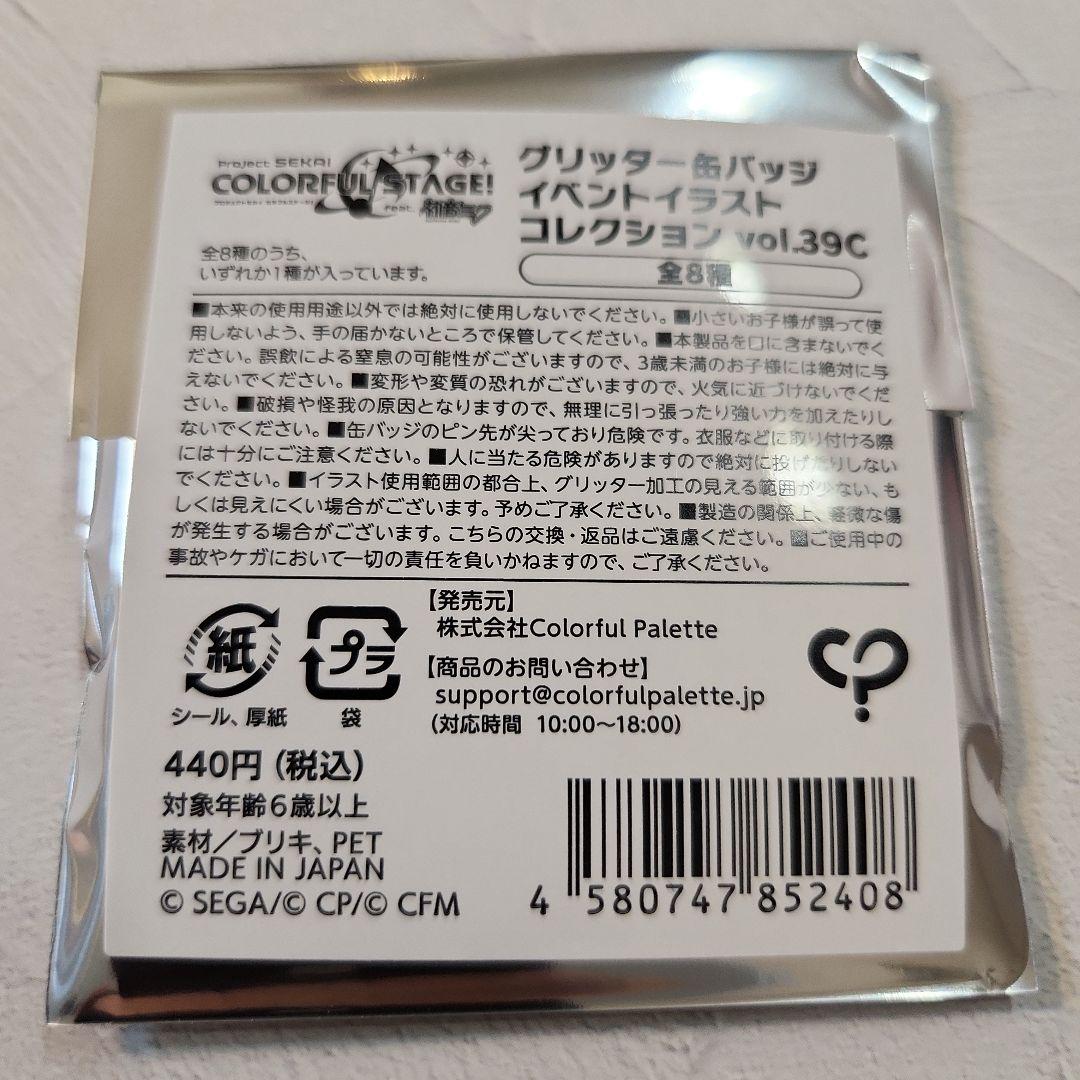 Project SEKAI
COLORFUL STAGE!
feat. 初音ミク
グリッター缶バッジ
イベントイラスト
コレクション vol.39C
全8種
全8種のうち、
いずれか1種が入っています。
■本来の使用用途以外では絶対に使用しないでください。■小さいお子様が誤って使
用しないよう、手の届かないところで保管してください。■本製品を口に含まないでく
ださい。誤飲による窒息の可能性がございますので、3歳未満のお子様には絶対に与
えないでください。■変形や変質の恐れがございますので、火気に近づけないでくだ
さい。■破損や怪我の原因となりますので、無理に引っ張ったり強い力を加えたりし
ないでください。■缶バッジのピン先が尖っており危険です。衣服などに取り付ける際
には十分にご注意ください。■人に当たる危険がありますので絶対に投げたりしない
でください。■イラスト使用範囲の都合上、グリッター加工の見える範囲が少ない、も
しくは見えにくい場合がございます。予めご了承ください。■製造の関係上、軽微な傷
が発生する場合がございます。こちらの交換・返品はご遠慮ください。■ご使用中の
事故やケガにおいて一切の責任を負いかねますので、ご了承ください。
紙
シール、厚紙
プラ
袋
【発売元】
株式会社Colorful Palette
【商品のお問い合わせ】
support@colorfulpalette.jp
(対応時間 10:00～18:00)
440円(税込)
対象年齢6歳以上
素材／ブリキ、PET
MADE IN JAPAN
© SEGA/© CP/© CFM
4 580747 852408